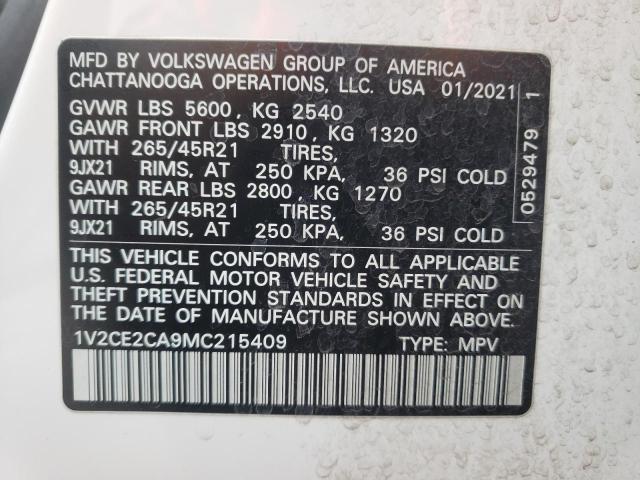 MFD BY VOLKSWAGEN GROUP OF AMERICA
CHATTANOOGA OPERATIONS, LLC. USA 01/2021
GVWR LBS 5600, KG 2540
GAWR FRONT LBS 2910, KG 1320
WITH 265/45R21 TIRES,
9JX21 RIMS, AT 250 KPA, 36 PSI COLD
GAWR REAR LBS 2800, KG 1270
WITH 265/45R21 TIRES,
9JX21 RIMS, AT 250 KPA, 36 PSI COLD
THIS VEHICLE CONFORMS TO ALL APPLICABLE
U.S. FEDERAL MOTOR VEHICLE SAFETY AND
THEFT PREVENTION STANDARDS IN EFFECT ON
THE DATE OF MANUFACTURE SHOWN ABOVE.
1V2CE2CA9MC215409 TYPE: MPV
0529479 1